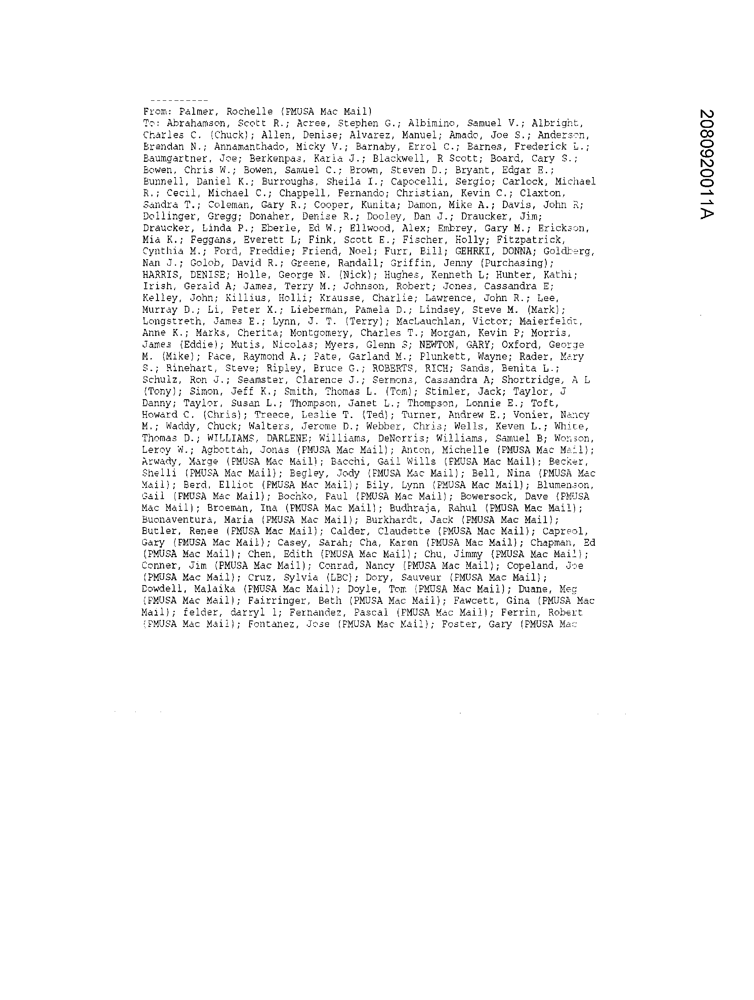 ----------
From: Palmer, Rochelle (PMUSA Mac Mail)
To: Abrahamson, Scott R.; Acree, Stephen G.; Albimino, Samuel V.; Albright,
Charles C. (Chuck); Allen, Denise; Alvarez, Manuel; Amado, Joe S.; Anderson,
Brendan N.; Annamanthado, Micky V.; Barnaby, Errol C.; Barnes, Frederick L.;
Baumgartner, Joe; Berkenpas, Karla J.; Blackwell, R Scott; Board, Cary S.;
Bowen, Chris W.; Bowen, Samuel C.; Brown, Steven D.; Bryant, Edgar E.;
Bunnell, Daniel K.; Burroughs, Sheila I.; Capocelli, Sergio; Carlock, Michael
R.; Cecil, Michael C.; Chappell, Fernando; Christian, Kevin C.; Claxton,
Sandra T.; Coleman, Gary R.; Cooper, Kunita; Damon, Mike A.; Davis, John R;
Dollinger, Gregg; Donaher, Denise R.; Dooley, Dan J.; Draucker, Jim;
Draucker, Linda P.; Eberle, Ed W.; Ellwood, Alex; Embrey, Gary M.; Erickson,
Mia K.; Feggans, Everett L; Fink, Scott E.; Fischer, Holly; Fitzpatrick,
Cynthia M.; Ford, Freddie; Friend, Noel; Furr, Bill; GEHRKI, DONNA; Goldberg,
Nan J.; Golob, David R.; Greene, Randall; Griffin, Jenny (Purchasing);
HARRIS, DENISE; Holle, George N. (Nick); Hughes, Kenneth L; Hunter, Kathi;
Irish, Gerald A; James, Terry M.; Johnson, Robert; Jones, Cassandra E;
Kelley, John; Killius, Holli; Krausse, Charlie; Lawrence, John R.; Lee,
Murray D.; Li, Peter X.; Lieberman, Pamela D.; Lindsey, Steve M. (Mark);
Longstreth, James E.; Lynn, J. T. (Terry); MacLauchlan, Victor; Maierfeldt,
Anne K.; Marks, Cherita; Montgomery, Charles T.; Morgan, Kevin P; Morris,
James (Eddie); Mutis, Nicolas; Myers, Glenn S; NEWTON, GARY; Oxford, George
M. (Mike); Pace, Raymond A.; Pate, Garland M.; Plunkett, Wayne; Rader, Mary
S.; Rinehart, Steve; Ripley, Bruce G.; ROBERTS, RICH; Sands, Benita L.;
Schulz, Ron J.; Seamster, Clarence J.; Sermons, Cassandra A; Shortridge, A L
(Tony); Simon, Jeff K.; Smith, Thomas L. (Tom); Stimler, Jack; Taylor, J
Danny; Taylor, Susan L.; Thompson, Janet L.; Thompson, Lonnie E.; Toft,
Howard C. (Chris); Treece, Leslie T. (Ted); Turner, Andrew E.; Vonier, Nancy
M.; Waddy, Chuck; Walters, Jerome D.; Webber, Chris; Wells, Keven L.; White,
Thomas D.; WILLIAMS, DARLENE; Williams, DeNorris; Williams, Samuel B; Wonson,
Leroy W.; Agbottah, Jonas (PMUSA Mac Mail); Anton, Michelle (PMUSA Mac Mail);
Arwady, Marge (PMUSA Mac Mail); Bacchi, Gail Wills (PMUSA Mac Mail); Becker,
Shelli (PMUSA Mac Mail); Begley, Jody (PMUSA Mac Mail); Bell, Nina (PMUSA Mac
Mail); Berd, Elliot (PMUSA Mac Mail); Bily, Lynn (PMUSA Mac Mail); Blumenson,
Gail (PMUSA Mac Mail); Bochko, Paul (PMUSA Mac Mail); Bowersock, Dave (PMUSA
Mac Mail); Broeman, Ina (PMUSA Mac Mail); Budhraja, Rahul (PMUSA Mac Mail);
Buonaventura, Maria (PMUSA Mac Mail); Burkhardt, Jack (PMUSA Mac Mail);
Butler, Renee (PMUSA Mac Mail); Calder, Claudette (PMUSA Mac Mail); Capreol,
Gary (PMUSA Mac Mail); Casey, Sarah; Cha, Karen (PMUSA Mac Mail); Chapman, Ed
(PMUSA Mac Mail); Chen, Edith (PMUSA Mac Mail); Chu, Jimmy (PMUSA Mac Mail);
Conner, Jim (PMUSA Mac Mail); Conrad, Nancy (PMUSA Mac Mail); Copeland, Joe
(PMUSA Mac Mail); Cruz, Sylvia (LBC); Dory, Sauveur (PMUSA Mac Mail);
Dowdell, Malaika (PMUSA Mac Mail); Doyle, Tom (PMUSA Mac Mail); Duane, Meg
(PMUSA Mac Mail); Fairringer, Beth (PMUSA Mac Mail); Fawcett, Gina (PMUSA Mac
Mail); felder, darryl l; Fernandez, Pascal (PMUSA Mac Mail); Ferrin, Robert
(PMUSA Mac Mail); Fontanez, Jose (PMUSA Mac Mail); Foster, Gary (PMUSA Mac
2080920011A